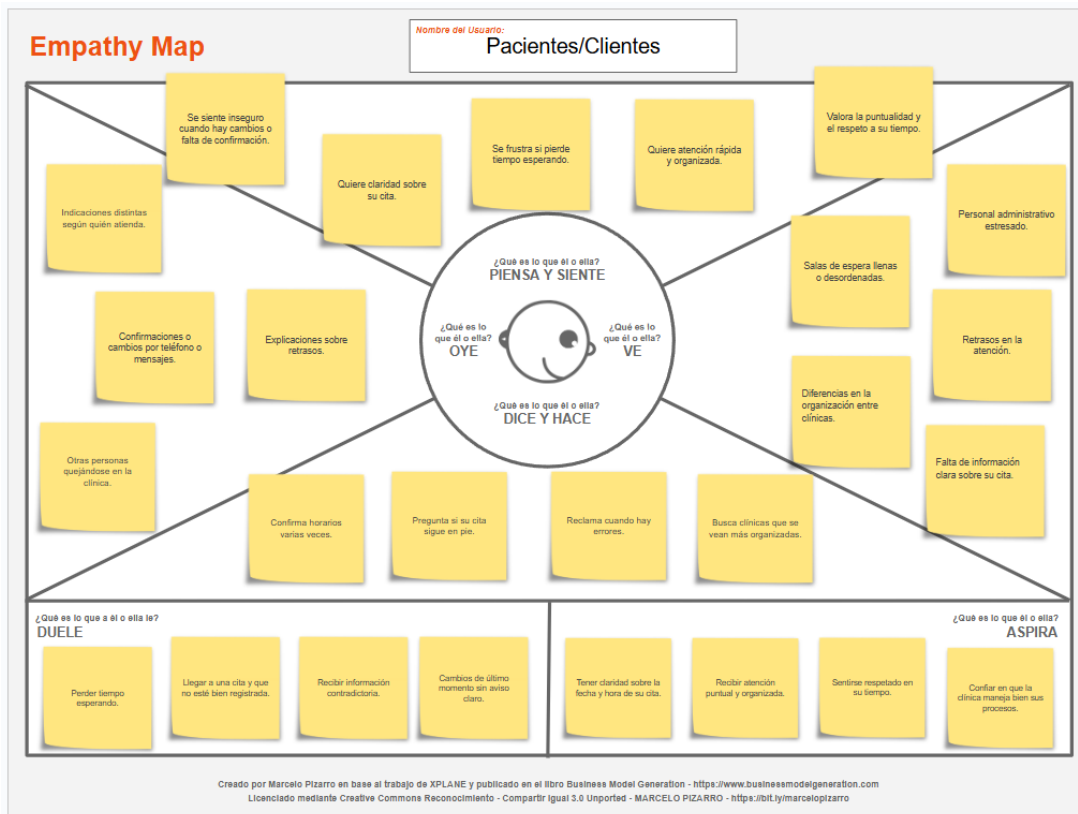 Empathy Map
Nombre del Usuario:
Pacientes/Clientes
Se siente inseguro
cuando hay cambios o
falta de confirmación.
Quiere claridad sobre
su cita.
Se frustra si pierde
tiempo esperando.
Quiere atención rápida
y organizada.
Valora la puntualidad y
el respeto a su tiempo.
Indicaciones distintas
según quién atienda.
Confirmaciones o
cambios por teléfono o
mensajes.
Explicaciones sobre
retrasos.
Otras personas
quejándose en la
clínica.
¿Qué es lo que él o ella?
PIENSA Y SIENTE
¿Qué es lo
que él o ella?
OYE
¿Qué es lo
que él o ella?
VE
¿Qué es lo que él o ella?
DICE Y HACE
Personal administrativo
estresado.
Salas de espera llenas
o desordenadas.
Retrasos en la
atención.
Diferencias en la
organización entre
clínicas.
Falta de información
clara sobre su cita.
Confirma horarios
varias veces.
Pregunta si su cita
sigue en pie.
Reclama cuando hay
errores.
Busca clínicas que se
vean más organizadas.
¿Qué es lo que a él o ella le?
DUELE
Perder tiempo
esperando.
Llegar a una cita y que
no esté bien registrada.
Recibir información
contradictoria.
Cambios de último
momento sin aviso
claro.
¿Qué es lo que él o ella?
ASPIRA
Tener claridad sobre la
fecha y hora de su cita.
Recibir atención
puntual y organizada.
Sentirse respetado en
su tiempo.
Confiar en que la
clínica maneja bien sus
procesos.
Creado por Marcelo Pizarro en base al trabajo de XPLANE y publicado en el libro Business Model Generation - https://www.businessmodelgeneration.com
Licenciado mediante Creative Commons Reconocimiento - Compartir Igual 3.0 Unported - MARCELO PIZARRO - https://bit.ly/marcelopizarro